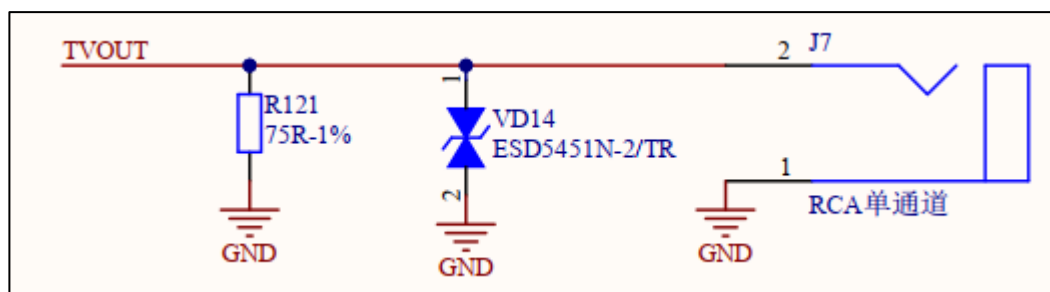 TVOUT
2
J7
R121
75R-1%
1
VD14
ESD5451N-2/TR
2
1
RCA单通道
GND
GND
GND